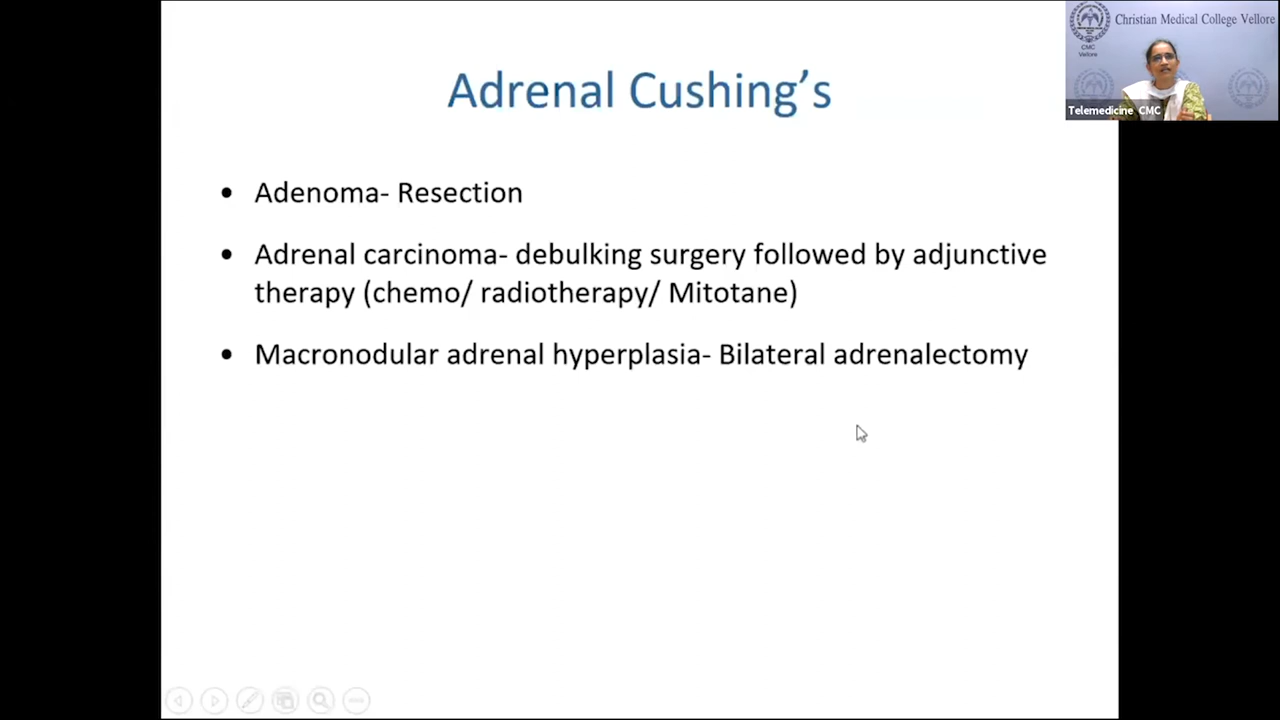 Adrenal Cushing's
• Adenoma- Resection
• Adrenal carcinoma- debulking surgery followed by adjunctive
therapy (chemo/ radiotherapy/ Mitotane)
• Macronodular adrenal hyperplasia- Bilateral adrenalectomy
Christian Medical College Vellore
CMC
Vellore
Telemedicine CMC